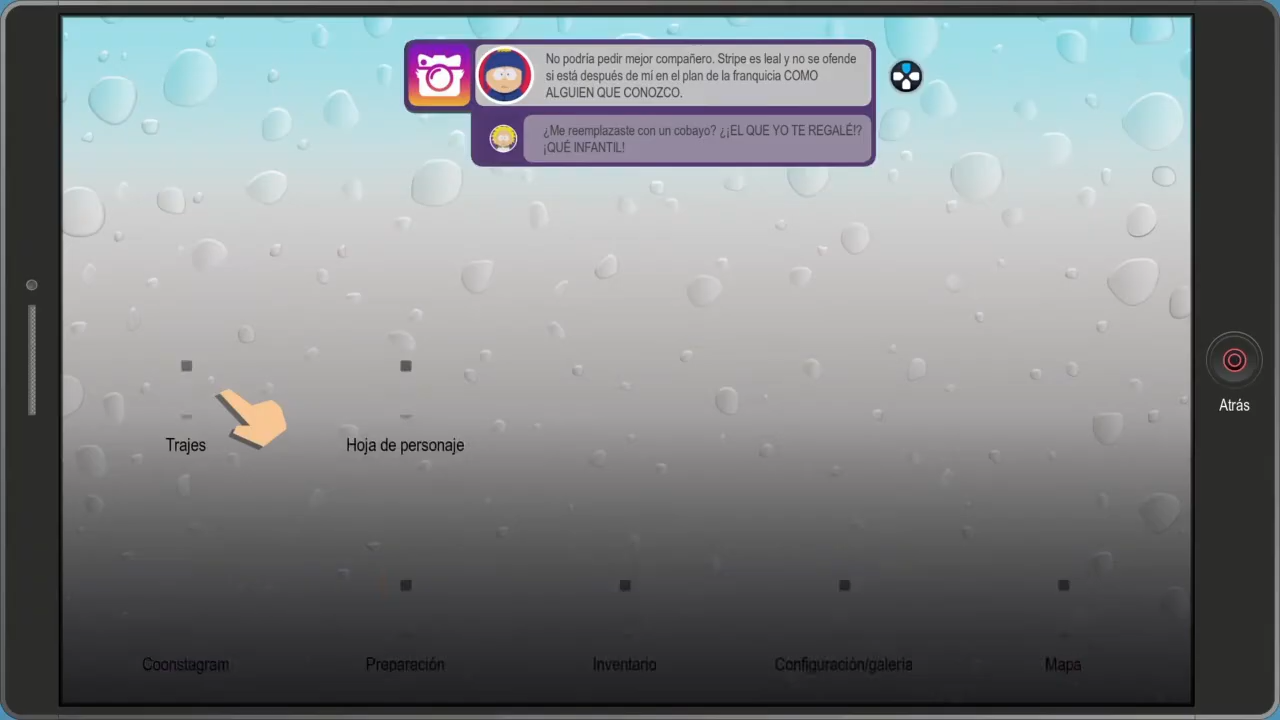 No podría pedir mejor compañero. Stripe es leal y no se ofende
si está después de mí en el plan de la franquicia COMO
ALGUIEN QUE CONOZCO.
¿Me reemplazaste con un cobayo? ¿¡EL QUE YO TE REGALÉ!?
¡QUÉ INFANTIL!
Atrás
Trajes
Hoja de personaje
Coonstagram
Preparación
Inventario
Configuración/galería
Mapa